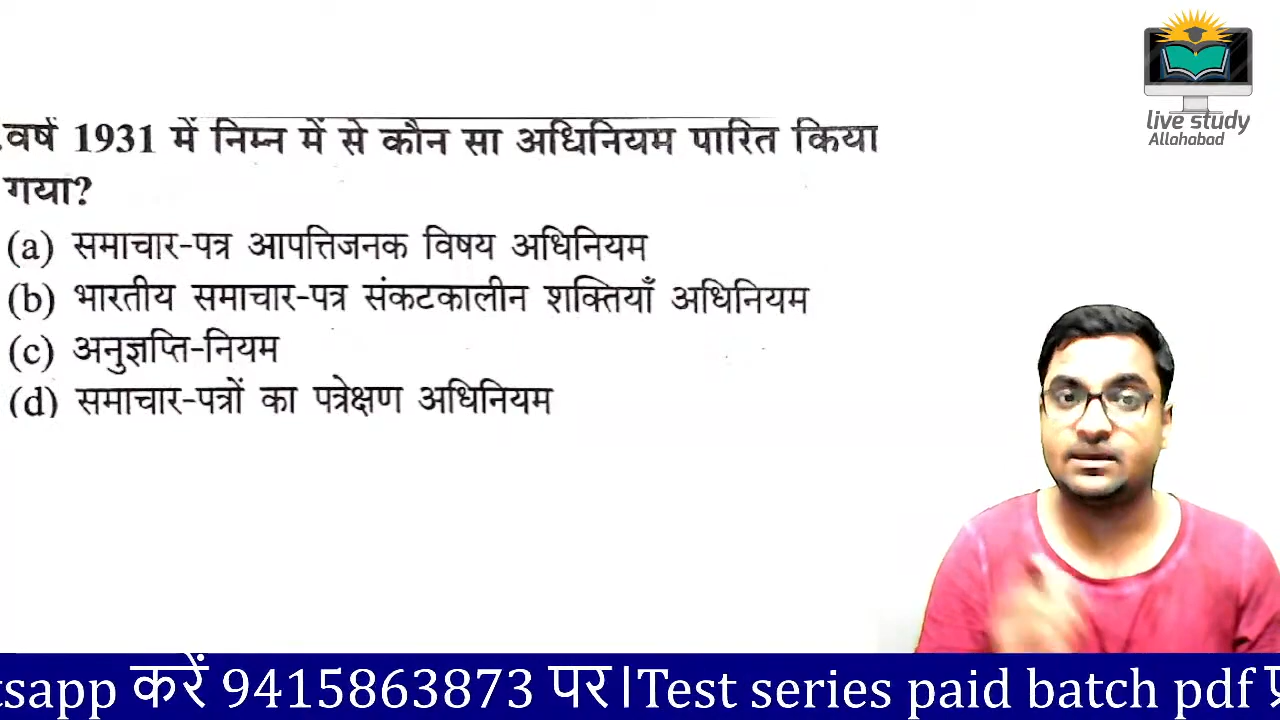 live study
Allahabad
.वर्ष 1931 में निम्न में से कौन सा अधिनियम पारित किया
गया?
(a) समाचार-पत्र आपत्तिजनक विषय अधिनियम
(b) भारतीय समाचार-पत्र संकटकालीन शक्तियाँ अधिनियम
(c) अनुज्ञप्ति-नियम
(d) समाचार-पत्रों का पत्रेक्षण अधिनियम
tsapp करें 9415863873 पर।Test series paid batch pdf